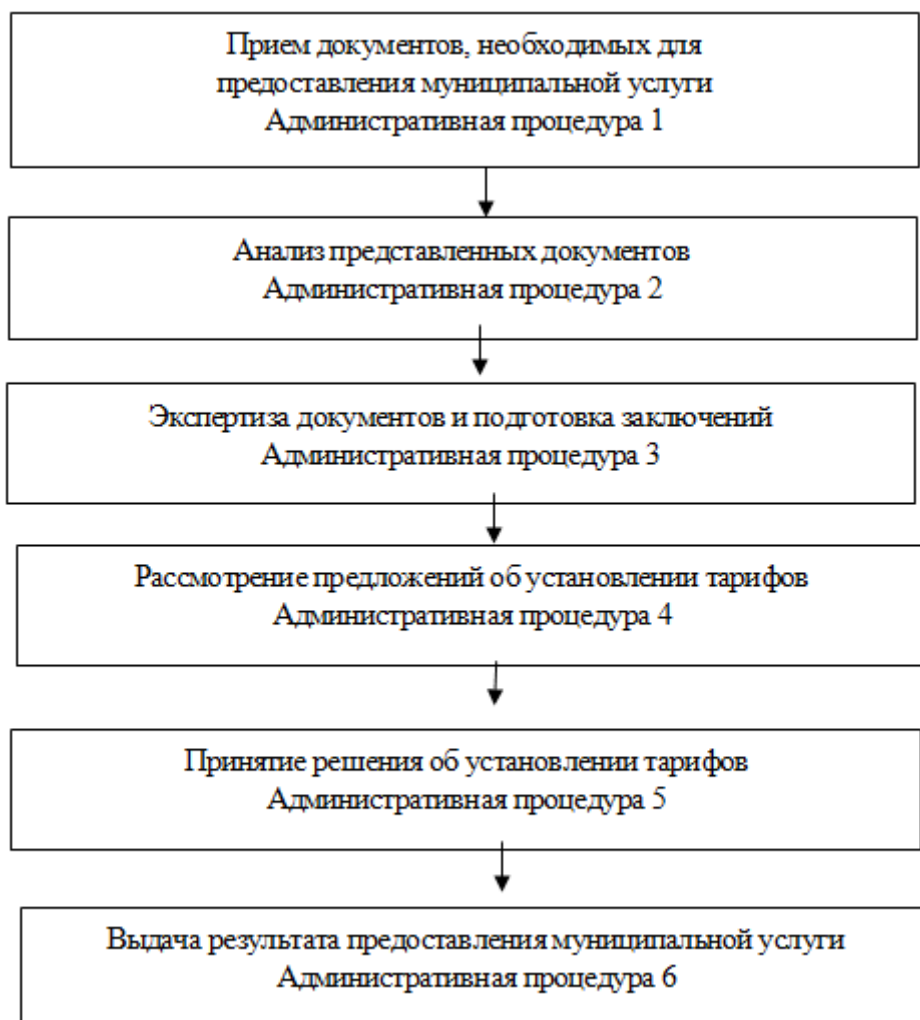 Прием документов, необходимых для
предоставления муниципальной услуги
Административная процедура 1
Анализ представленных документов
Административная процедура 2
Экспертиза документов и подготовка заключений
Административная процедура 3
Рассмотрение предложений об установлении тарифов
Административная процедура 4
Принятие решения об установлении тарифов
Административная процедура 5
Выдача результата предоставления муниципальной услуги
Административная процедура 6